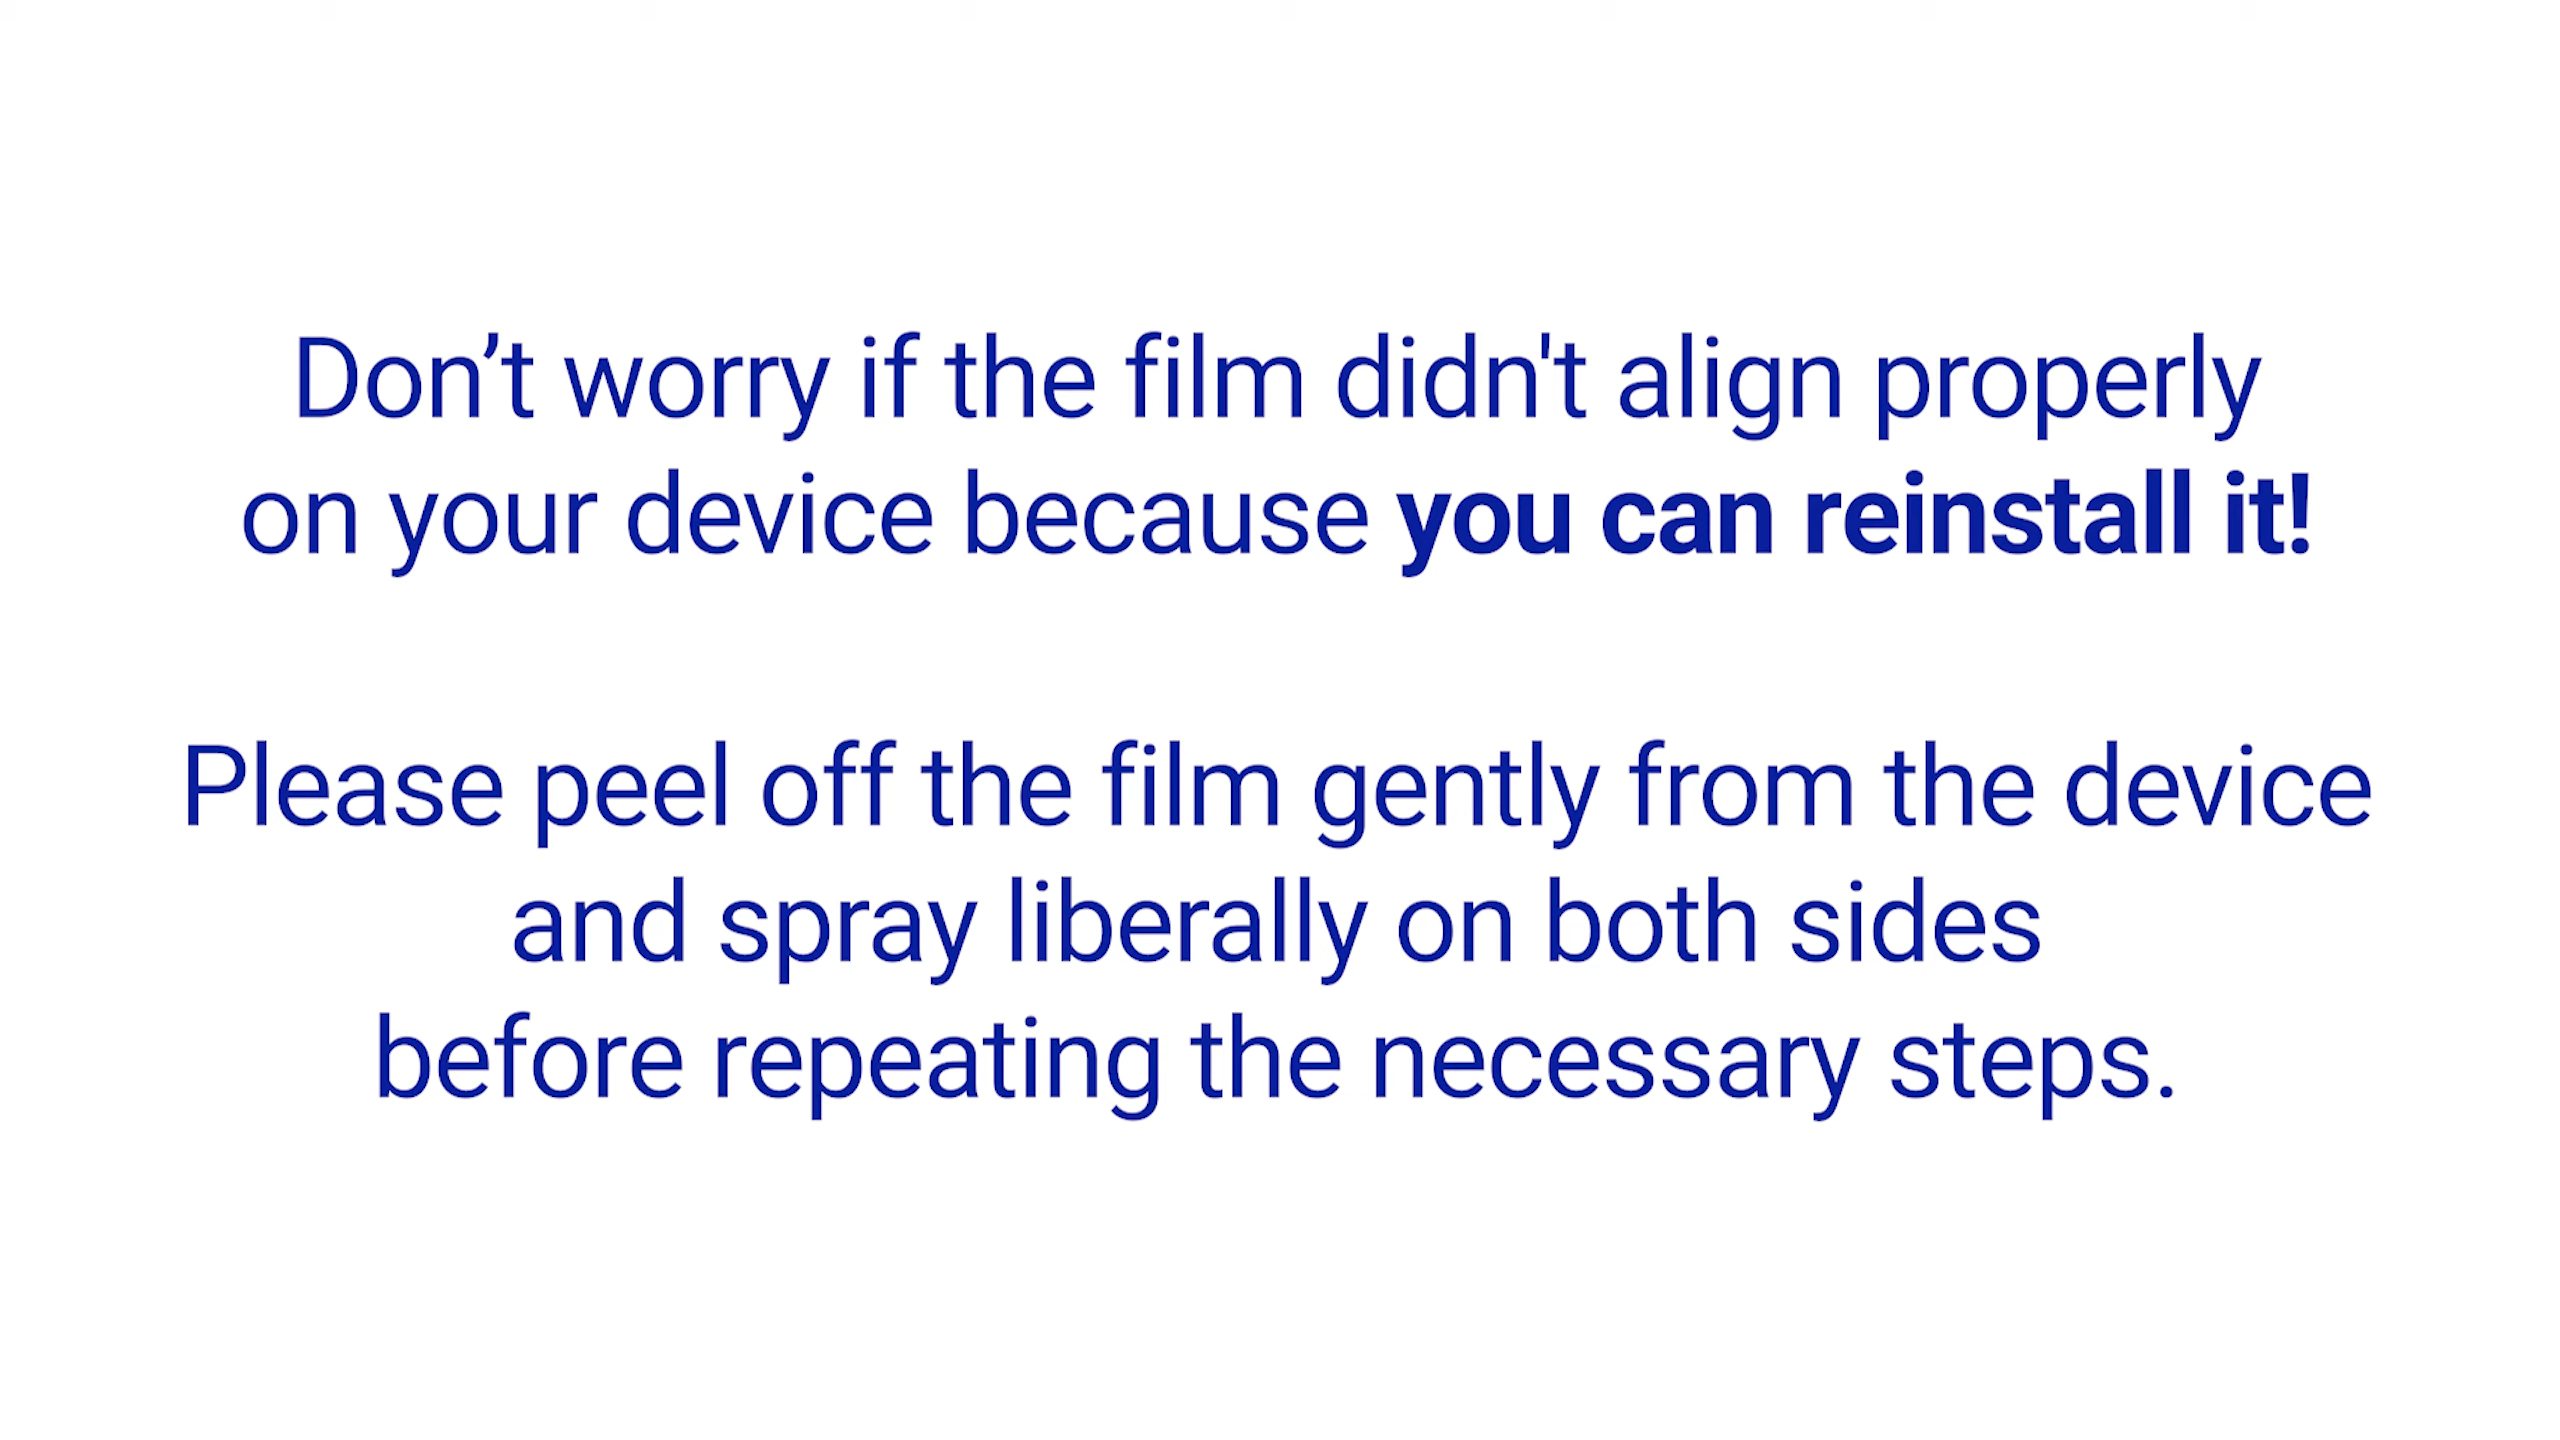 Don’t worry if the film didn't align properly
on your device because you can reinstall it!
Please peel off the film gently from the device
and spray liberally on both sides
before repeating the necessary steps.